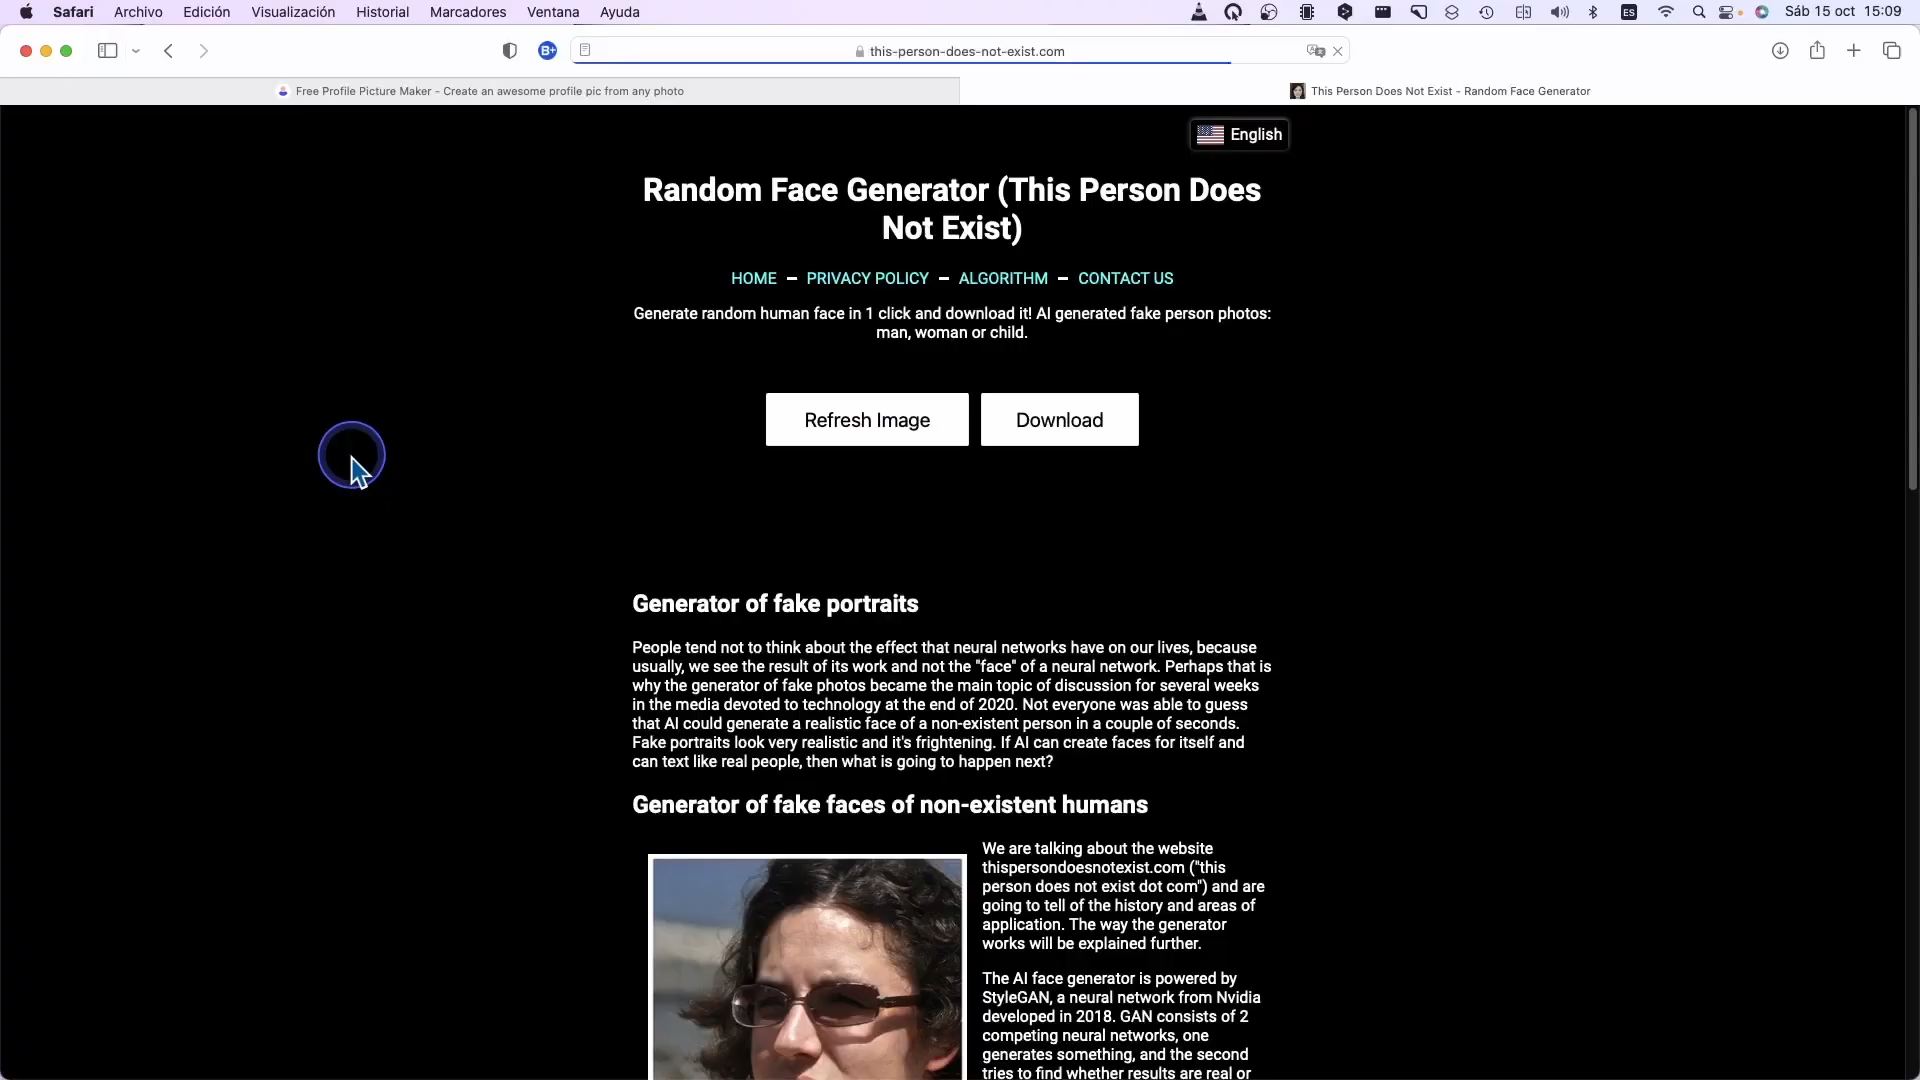 Safari Archivo Edición Visualización Historial Marcadores Ventana Ayuda ES Sáb 15 oct 15:09
B+ this-person-does-not-exist.com
Free Profile Picture Maker - Create an awesome profile pic from any photo
This Person Does Not Exist - Random Face Generator
English
Random Face Generator (This Person Does
Not Exist)
HOME – PRIVACY POLICY – ALGORITHM – CONTACT US
Generate random human face in 1 click and download it! AI generated fake person photos:
man, woman or child.
Refresh Image Download
Generator of fake portraits
People tend not to think about the effect that neural networks have on our lives, because
usually, we see the result of its work and not the "face" of a neural network. Perhaps that is
why the generator of fake photos became the main topic of discussion for several weeks
in the media devoted to technology at the end of 2020. Not everyone was able to guess
that AI could generate a realistic face of a non-existent person in a couple of seconds.
Fake portraits look very realistic and it's frightening. If AI can create faces for itself and
can text like real people, then what is going to happen next?
Generator of fake faces of non-existent humans
We are talking about the website
thispersondoesnotexist.com ("this
person does not exist dot com") and are
going to tell of the history and areas of
application. The way the generator
works will be explained further.
The AI face generator is powered by
StyleGAN, a neural network from Nvidia
developed in 2018. GAN consists of 2
competing neural networks, one
generates something, and the second
tries to find whether results are real or